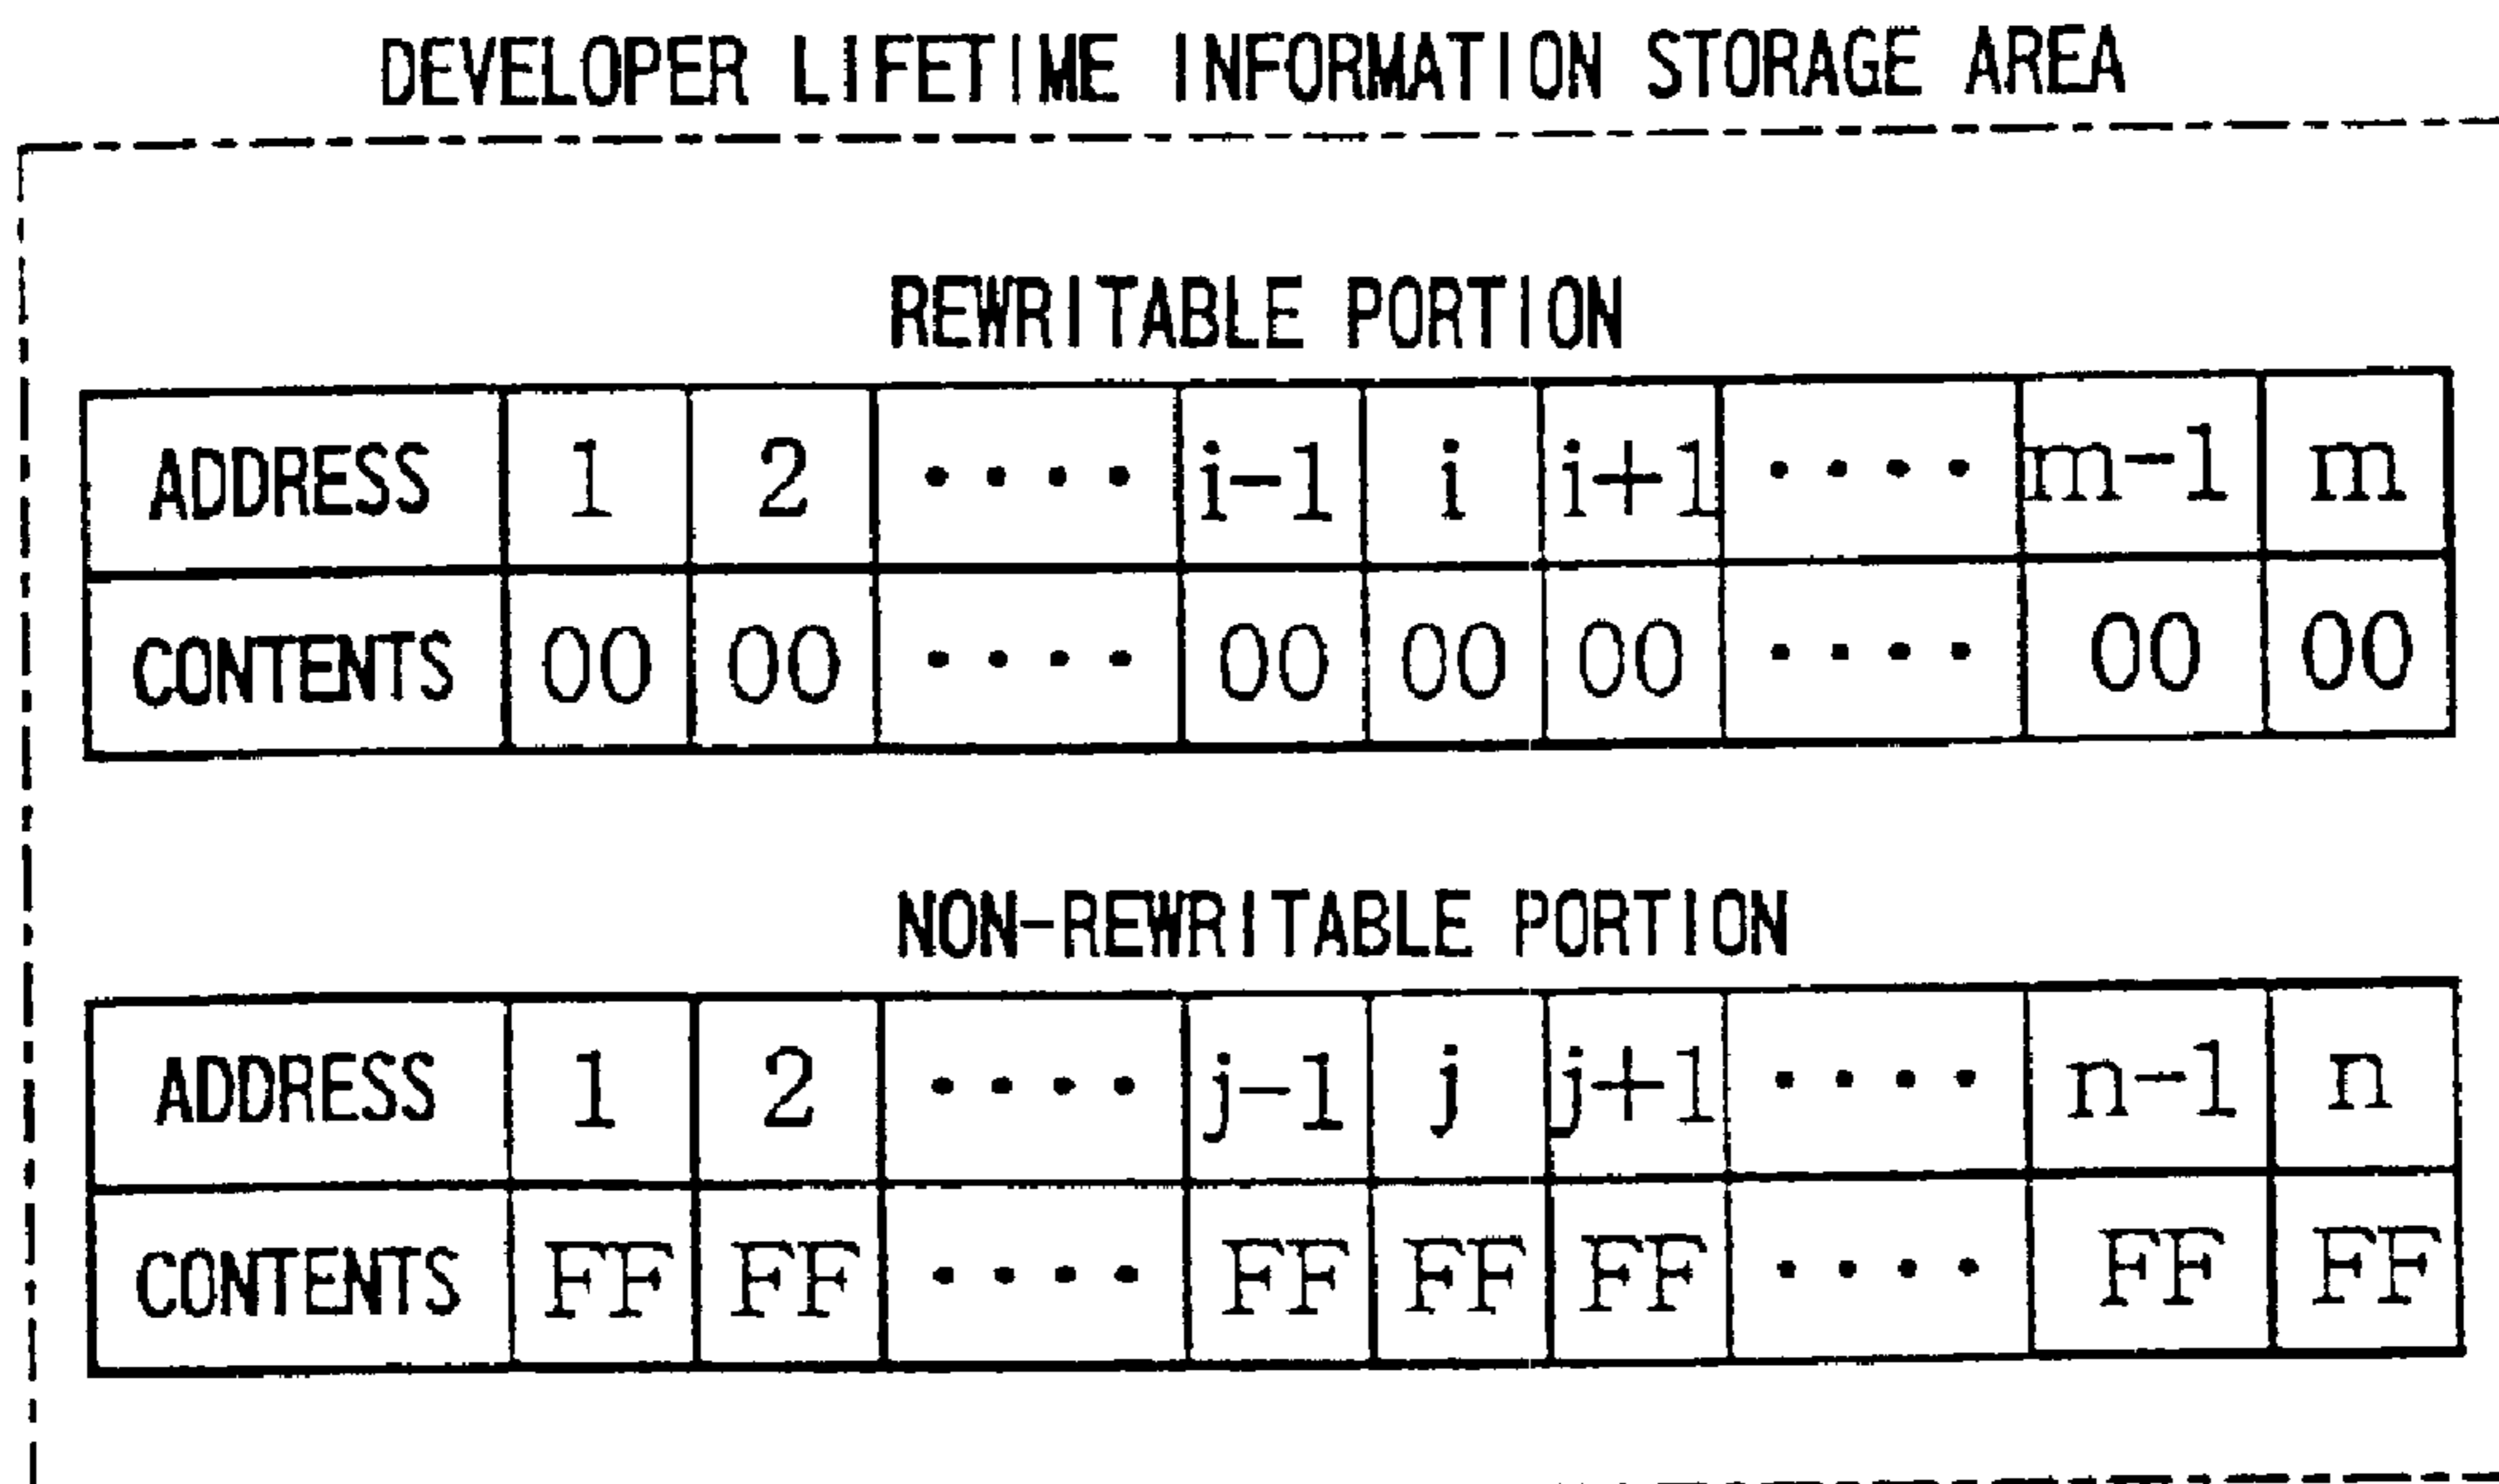 DEVELOPER LIFETIME INFORMATION STORAGE AREA
REWRITABLE PORTION
ADDRESS 1 2 •••• i-1 i i+1 •••• m-1 m
CONTENTS 00 00 •••• 00 00 00 •••• 00 00
NON-REWRITABLE PORTION
ADDRESS 1 2 •••• j-1 j j+1 •••• n-1 n
CONTENTS FF FF •••• FF FF FF •••• FF FF